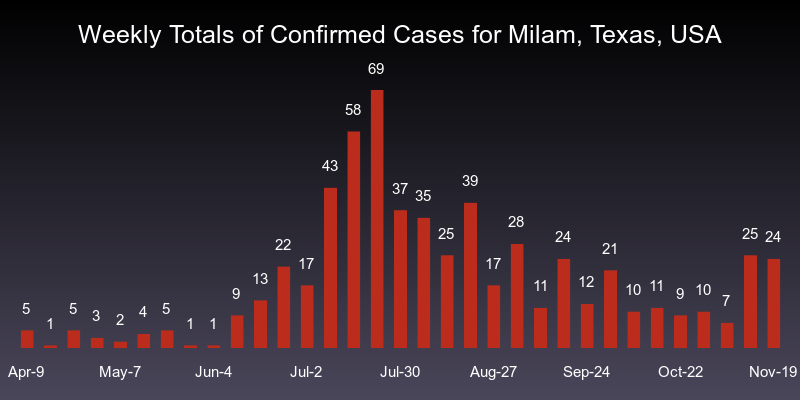 Weekly Totals of Confirmed Cases for Milam, Texas, USA
5 1 5 3 2 4 5 1 1 9 13 22 17 43 58 69 37 35 25 39 17 28 11 24 12 21 10 11 9 10 7 25 24
Apr-9 May-7 Jun-4 Jul-2 Jul-30 Aug-27 Sep-24 Oct-22 Nov-19